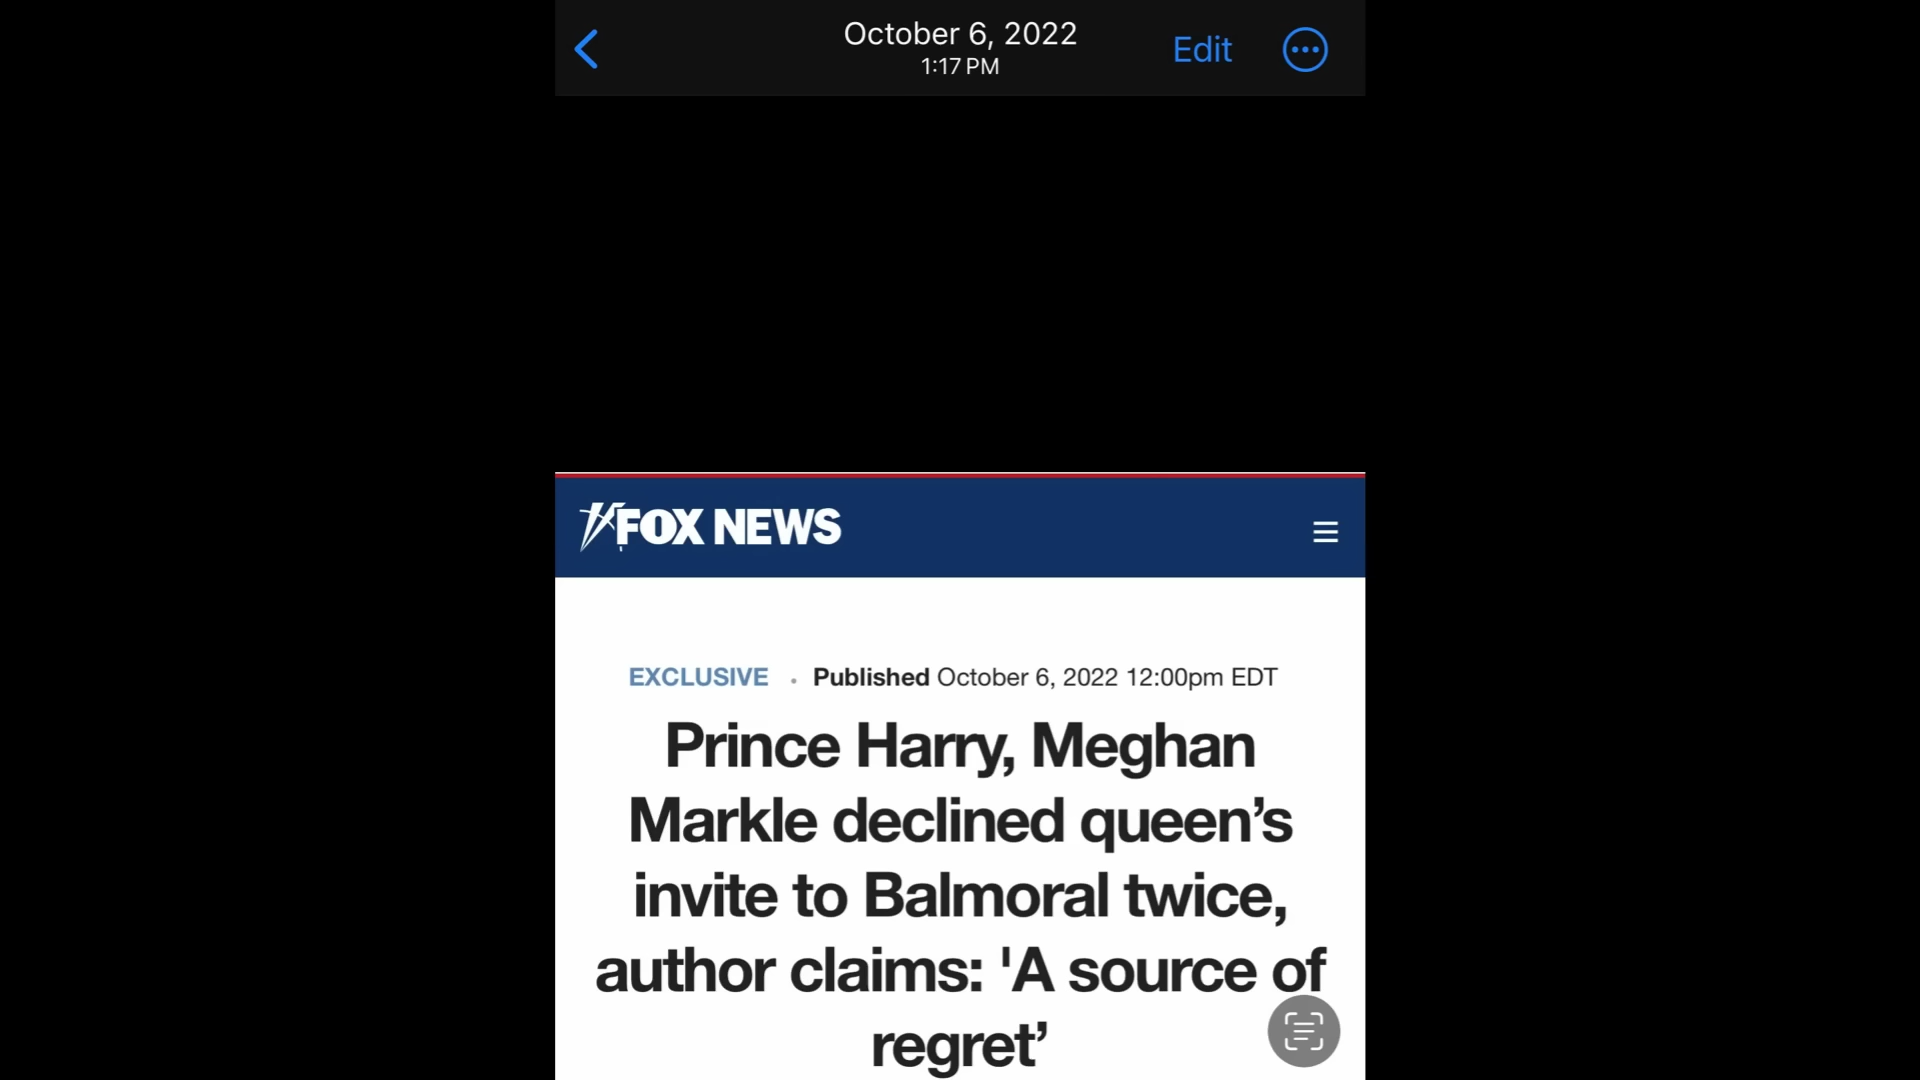 October 6, 2022
Edit
1:17 PM
FOX NEWS
EXCLUSIVE · Published October 6, 2022 12:00pm EDT
Prince Harry, Meghan
Markle declined queen’s
invite to Balmoral twice,
author claims: 'A source of
regret’